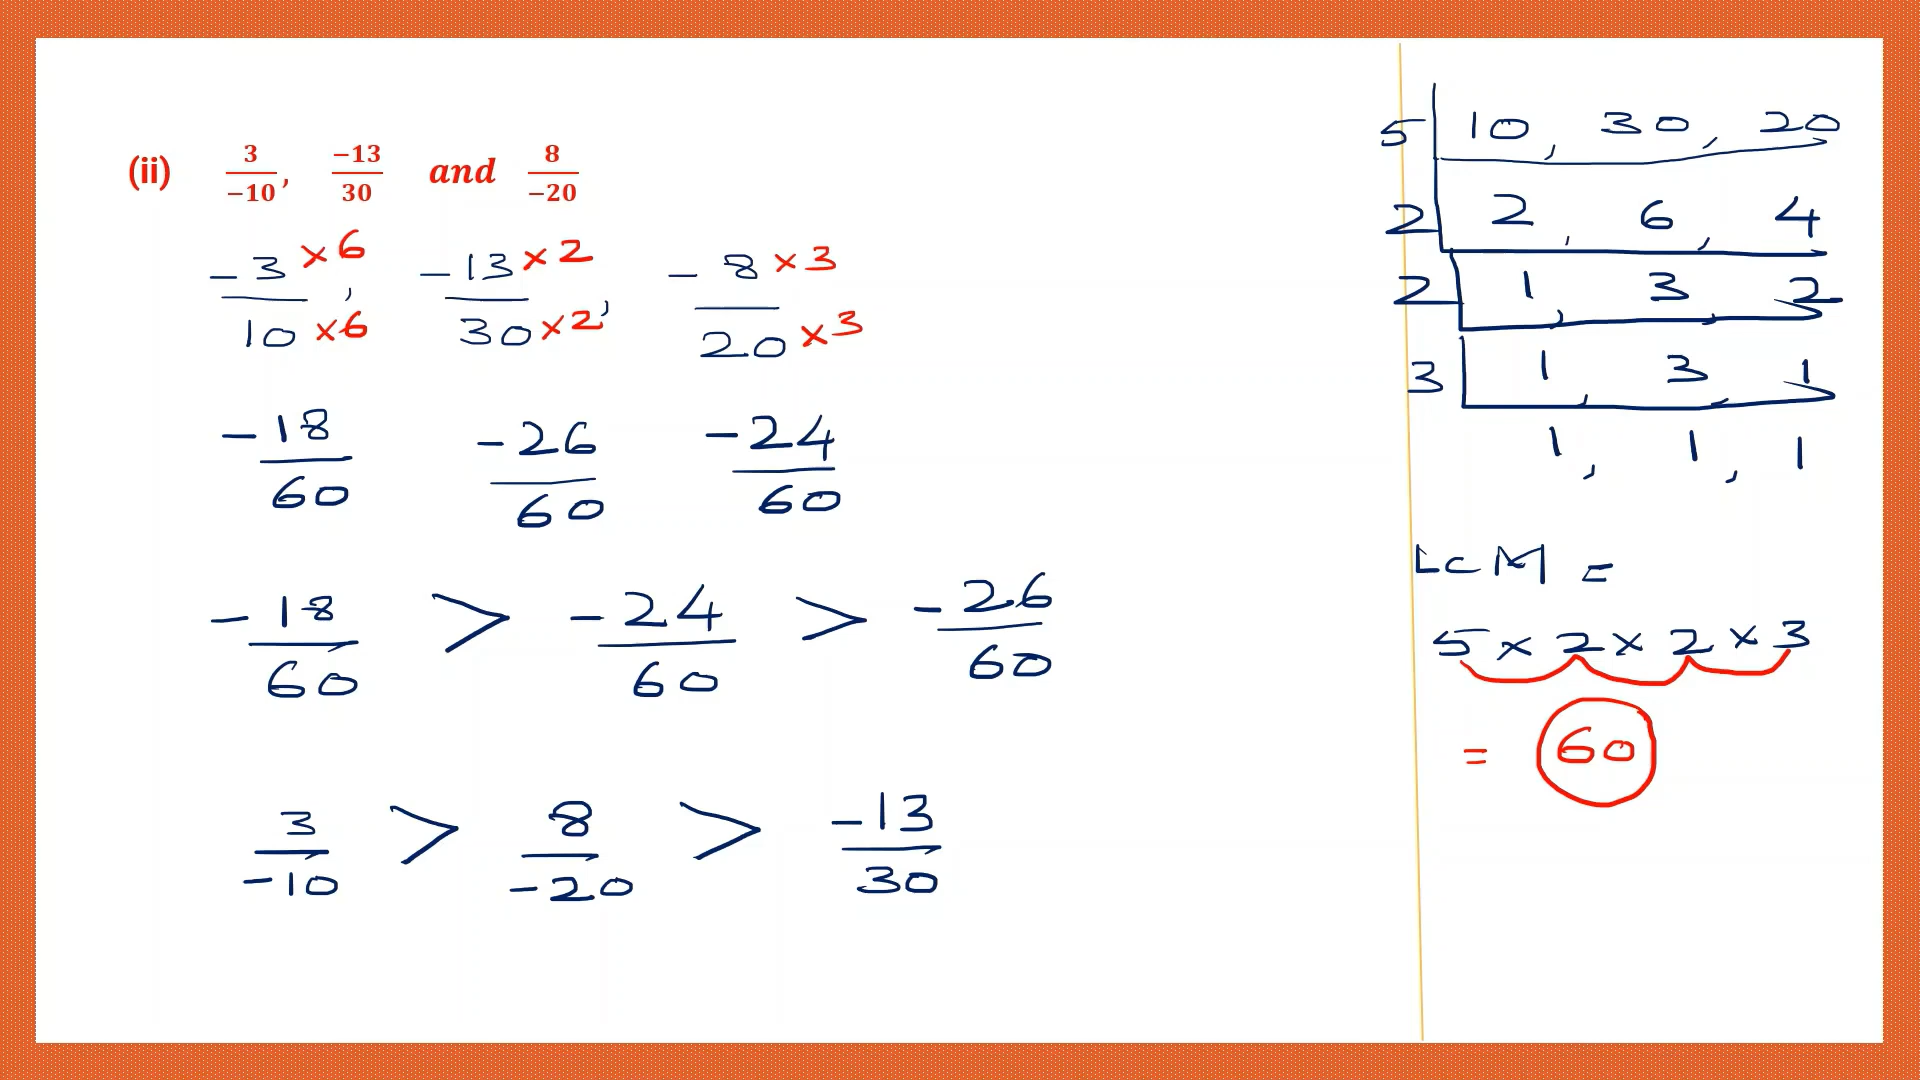 (ii) 3/-10, -13/30 and 8/-20
-3×6/10×6, -13×2/30×2, -8×3/20×3
-18/60 -26/60 -24/60
-18/60 > -24/60 > -26/60
3/-10 > 8/-20 > -13/30
5 | 10, 30, 20
2 | 2, 6, 4
2 | 1, 3, 2
3 | 1, 3, 1
1, 1, 1
LCM =
5 × 2 × 2 × 3
= 60